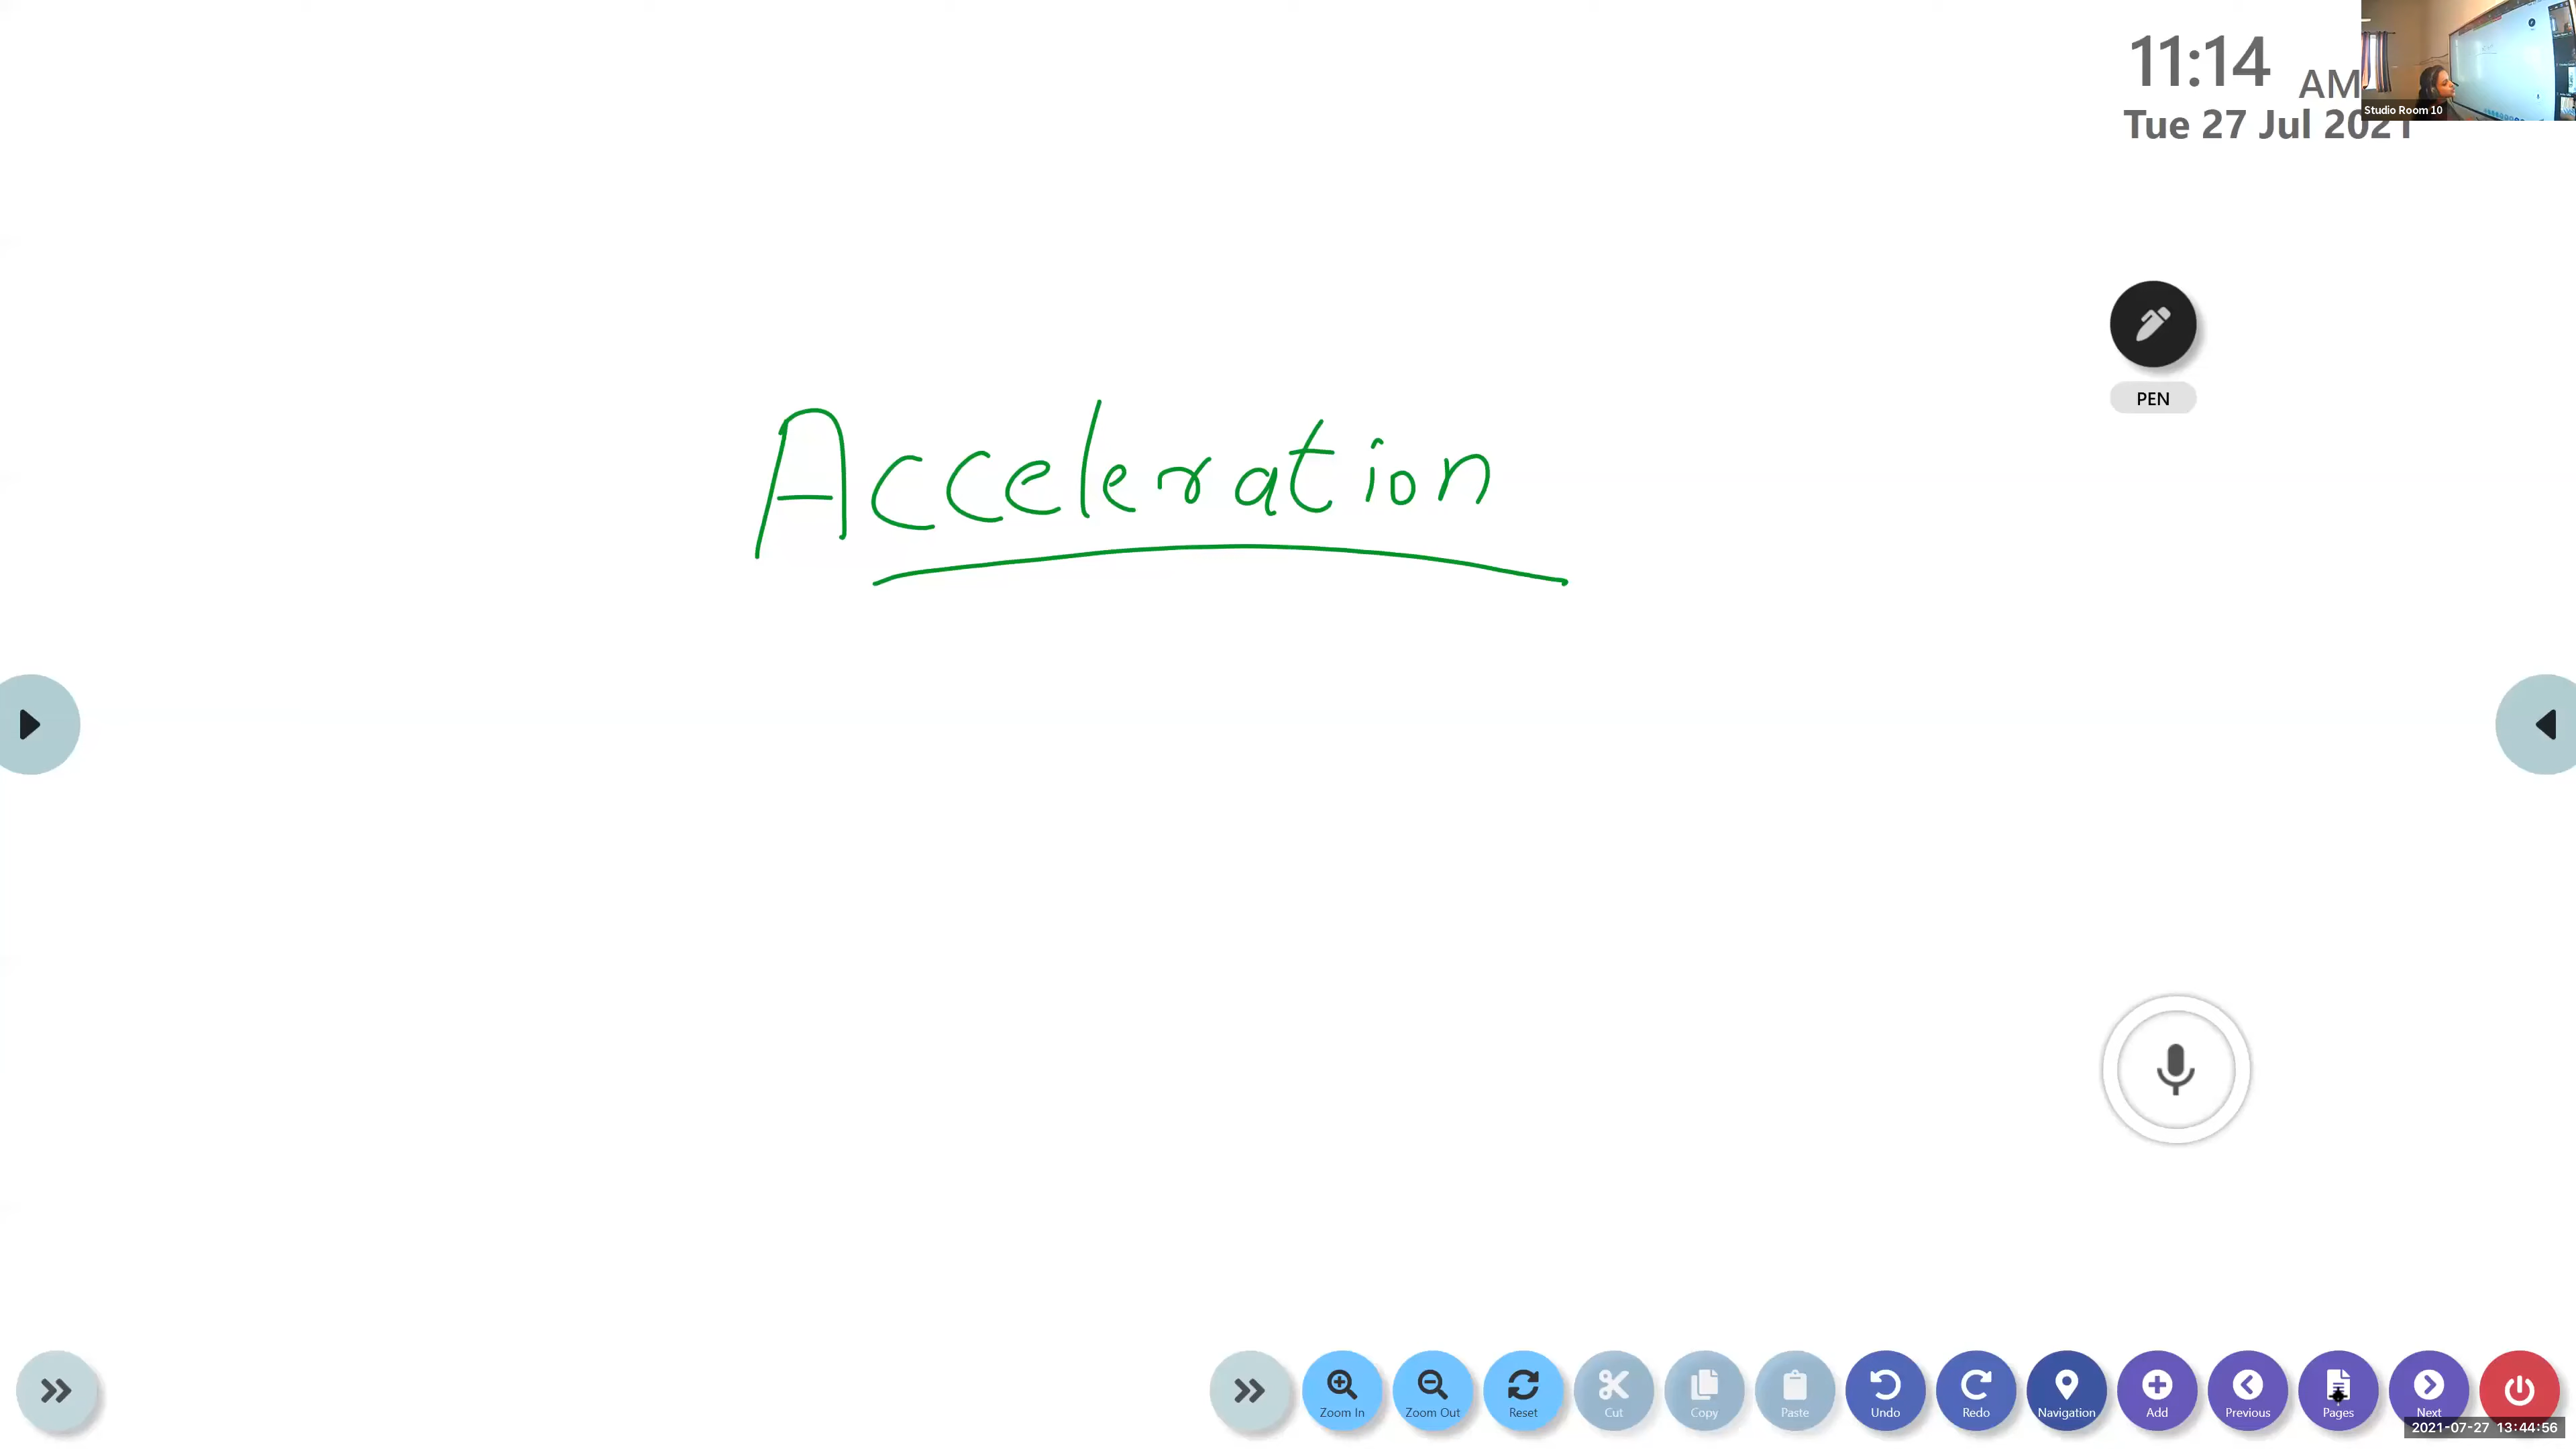 11:14 AM
Studio Room 10
Tue 27 Jul 2021
PEN
Acceleration
Zoom In
Zoom Out
Reset
Cut
Copy
Paste
Undo
Redo
Navigation
Add
Previous
Pages
Next
2021-07-27 13:44:56